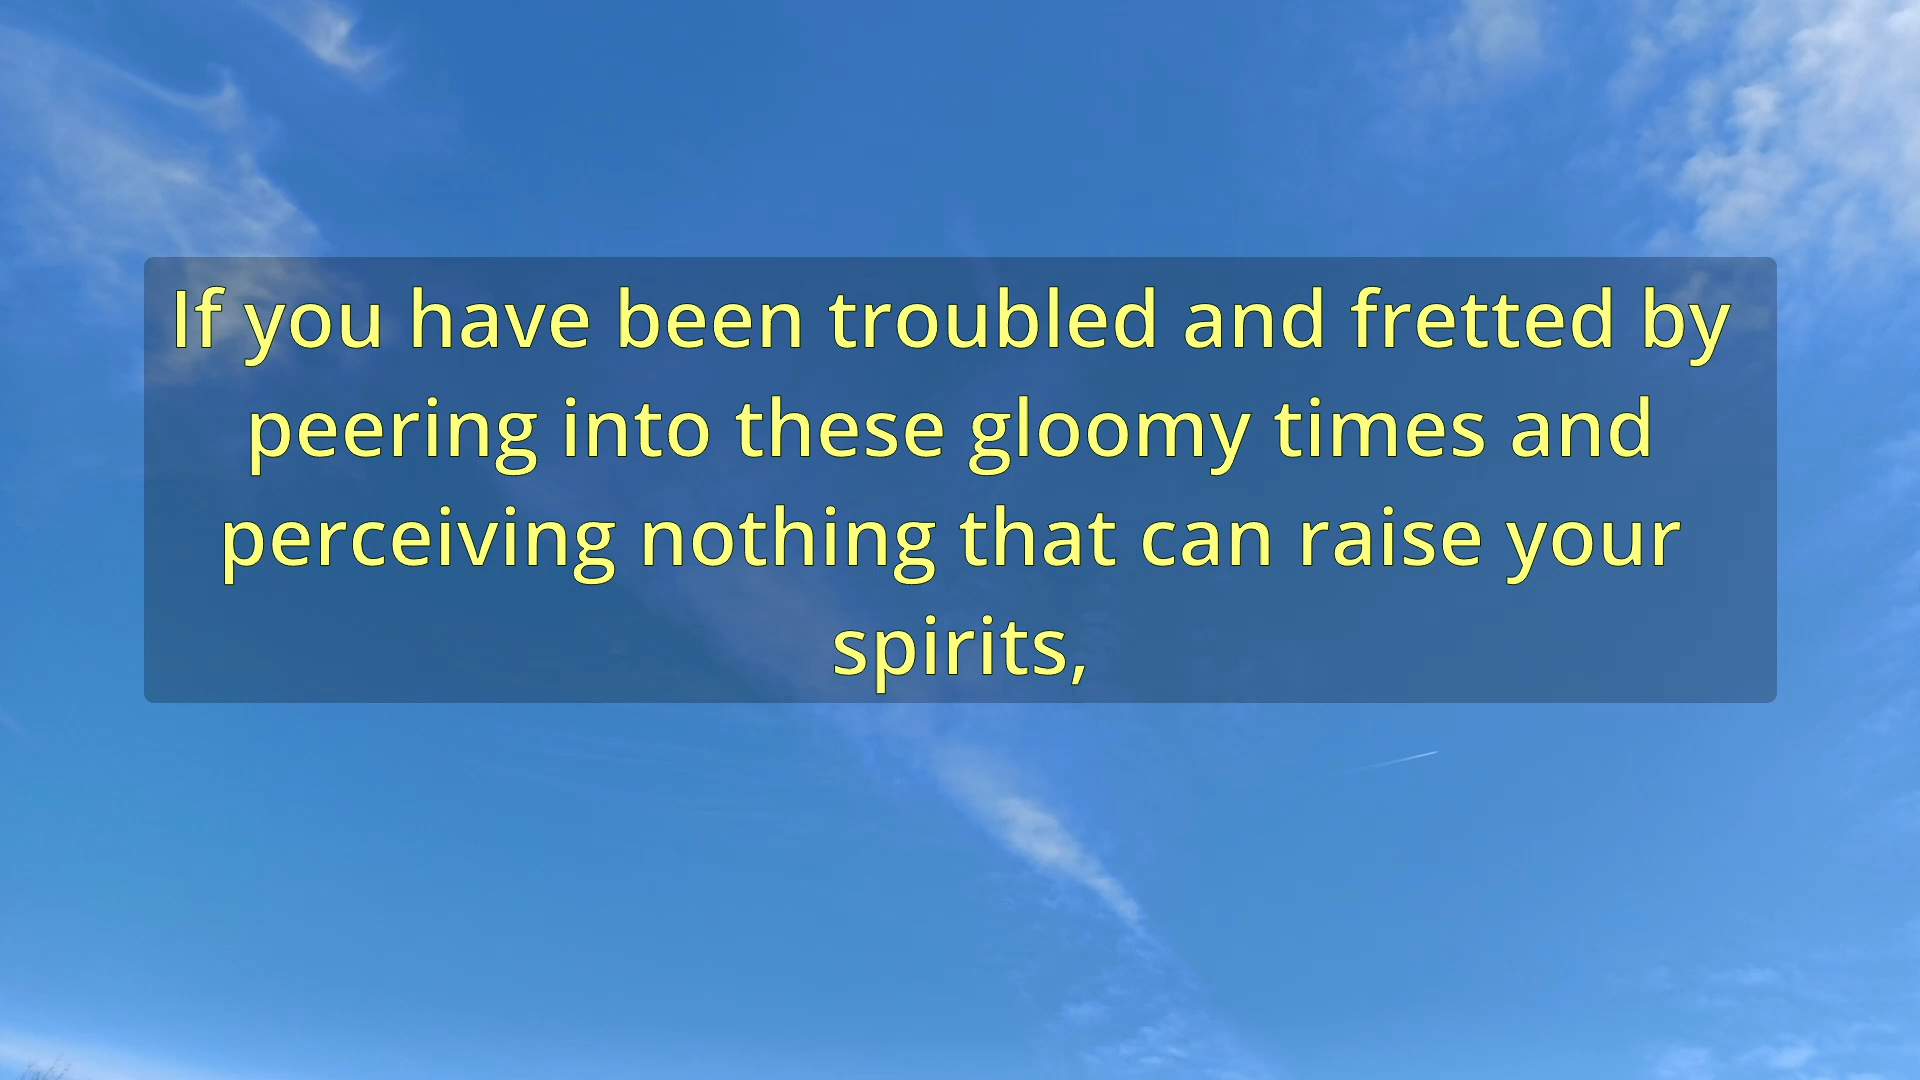 If you have been troubled and fretted by
peering into these gloomy times and
perceiving nothing that can raise your
spirits,